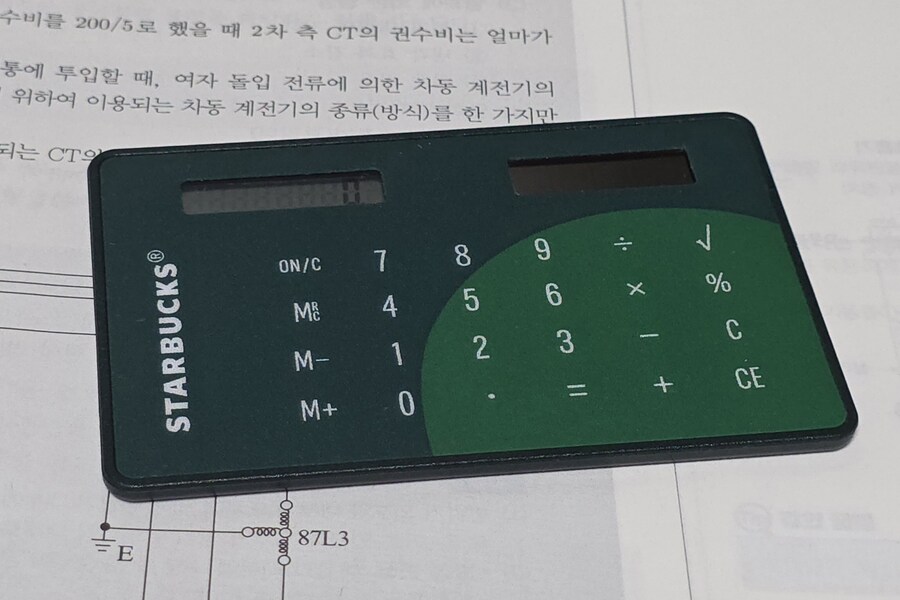 수비를 200/5로 했을 때 2차 측 CT의 권수비는 얼마가
통에 투입할 때, 여자 돌입 전류에 의한 차동 계전기의
위하여 이용되는 차동 계전기의 종류(방식)를 한 가지만
되는 CT의
0
STARBUCKS®
ON/C 7 8 9 ÷ √
MRC 4 5 6 × %
M− 1 2 3 − C
M+ 0 . = + CE
E
87L3